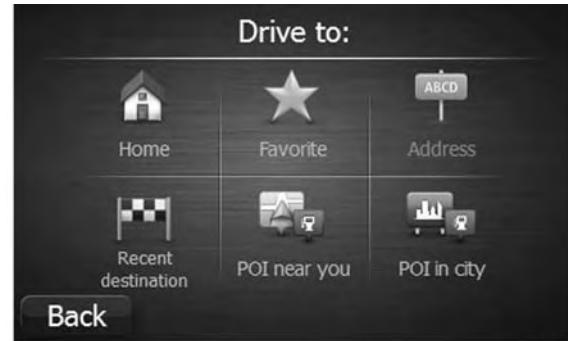 Drive to:
ABCD
Home
Favorite
Address
Recent
destination
POI near you
POI in city
Back